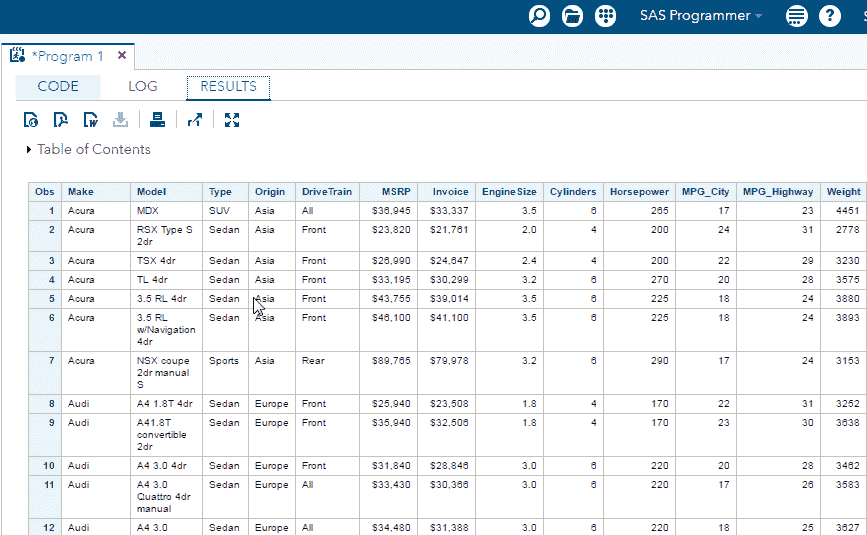 SAS Programmer
*Program 1
CODE LOG RESULTS
Table of Contents
Obs Make Model Type Origin DriveTrain MSRP Invoice EngineSize Cylinders Horsepower MPG_City MPG_Highway Weight
1 Acura MDX SUV Asia All $36,945 $33,337 3.5 6 265 17 23 4451
2 Acura RSX Type S Sedan Asia Front $23,820 $21,761 2.0 4 200 24 31 2778
2dr
3 Acura TSX 4dr Sedan Asia Front $26,990 $24,647 2.4 4 200 22 29 3230
4 Acura TL 4dr Sedan Asia Front $33,195 $30,299 3.2 6 270 20 28 3575
5 Acura 3.5 RL 4dr Sedan Asia Front $43,755 $39,014 3.5 6 225 18 24 3880
6 Acura 3.5 RL Sedan Asia Front $46,100 $41,100 3.5 6 225 18 24 3893
w/Navigation
4dr
7 Acura NSX coupe Sports Asia Rear $89,765 $79,978 3.2 6 290 17 24 3153
2dr manual
S
8 Audi A4 1.8T 4dr Sedan Europe Front $25,940 $23,508 1.8 4 170 22 31 3252
9 Audi A41.8T Sedan Europe Front $35,940 $32,506 1.8 4 170 23 30 3638
convertible
2dr
10 Audi A4 3.0 4dr Sedan Europe Front $31,840 $28,846 3.0 6 220 20 28 3462
11 Audi A4 3.0 Sedan Europe All $33,430 $30,366 3.0 6 220 17 26 3583
Quattro 4dr
manual
12 Audi A4 3.0 Sedan Europe All $34,480 $31,388 3.0 6 220 18 25 3627